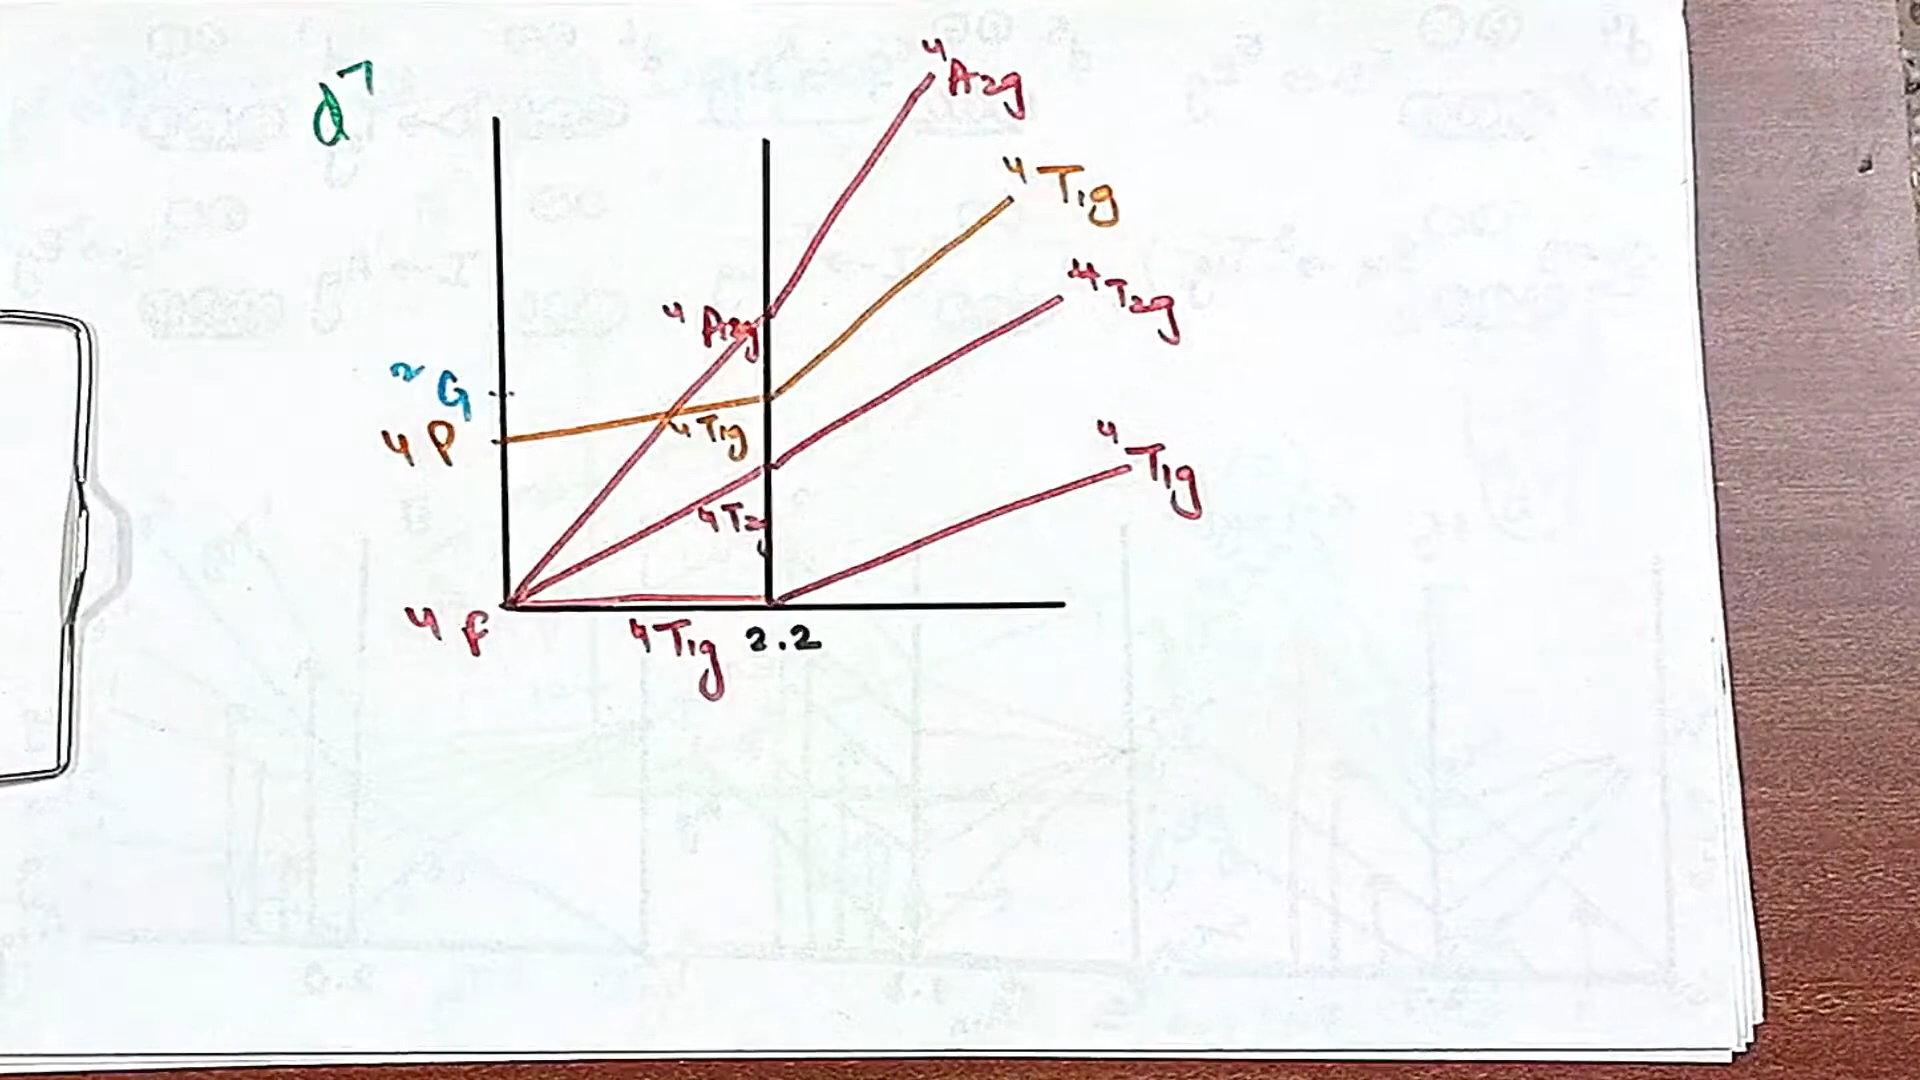 d⁷
⁴A₂g
⁴T₁g
⁴T₂g
⁴A₂g
²G
⁴P
⁴T₁g
⁴T₁g
⁴T₂g
⁴F
⁴T₁g 2.2